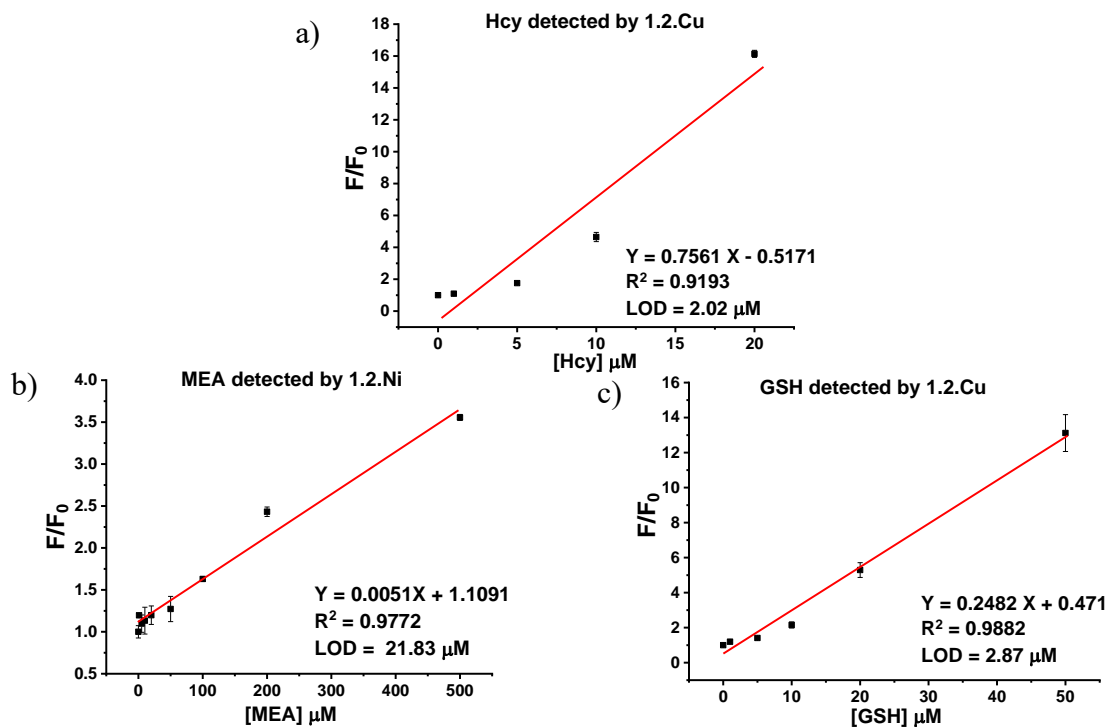 a)
Hcy detected by 1.2.Cu
18
16
14
12
10
8
6
4
2
0
F/F₀
Y = 0.7561 X - 0.5171
R² = 0.9193
LOD = 2.02 μM
0 5 10 15 20
[Hcy] μM
b)
MEA detected by 1.2.Ni
4.0
3.5
3.0
2.5
2.0
1.5
1.0
0.5
F/F₀
Y = 0.0051X + 1.1091
R² = 0.9772
LOD = 21.83 μM
0 100 200 300 400 500
[MEA] μM
c)
GSH detected by 1.2.Cu
16
14
12
10
8
6
4
2
0
F/F₀
Y = 0.2482 X + 0.471
R² = 0.9882
LOD = 2.87 μM
0 10 20 30 40 50
[GSH] μM